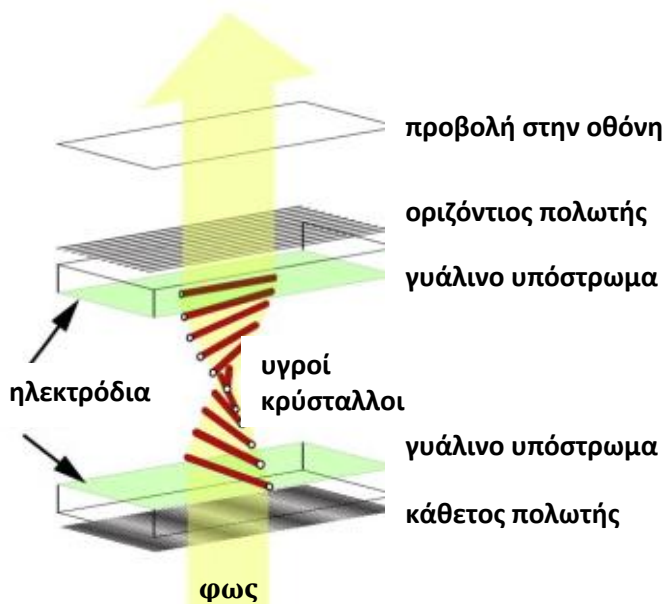 προβολή στην οθόνη
οριζόντιος πολωτής
γυάλινο υπόστρωμα
υγροί
κρύσταλλοι
ηλεκτρόδια
γυάλινο υπόστρωμα
κάθετος πολωτής
φως